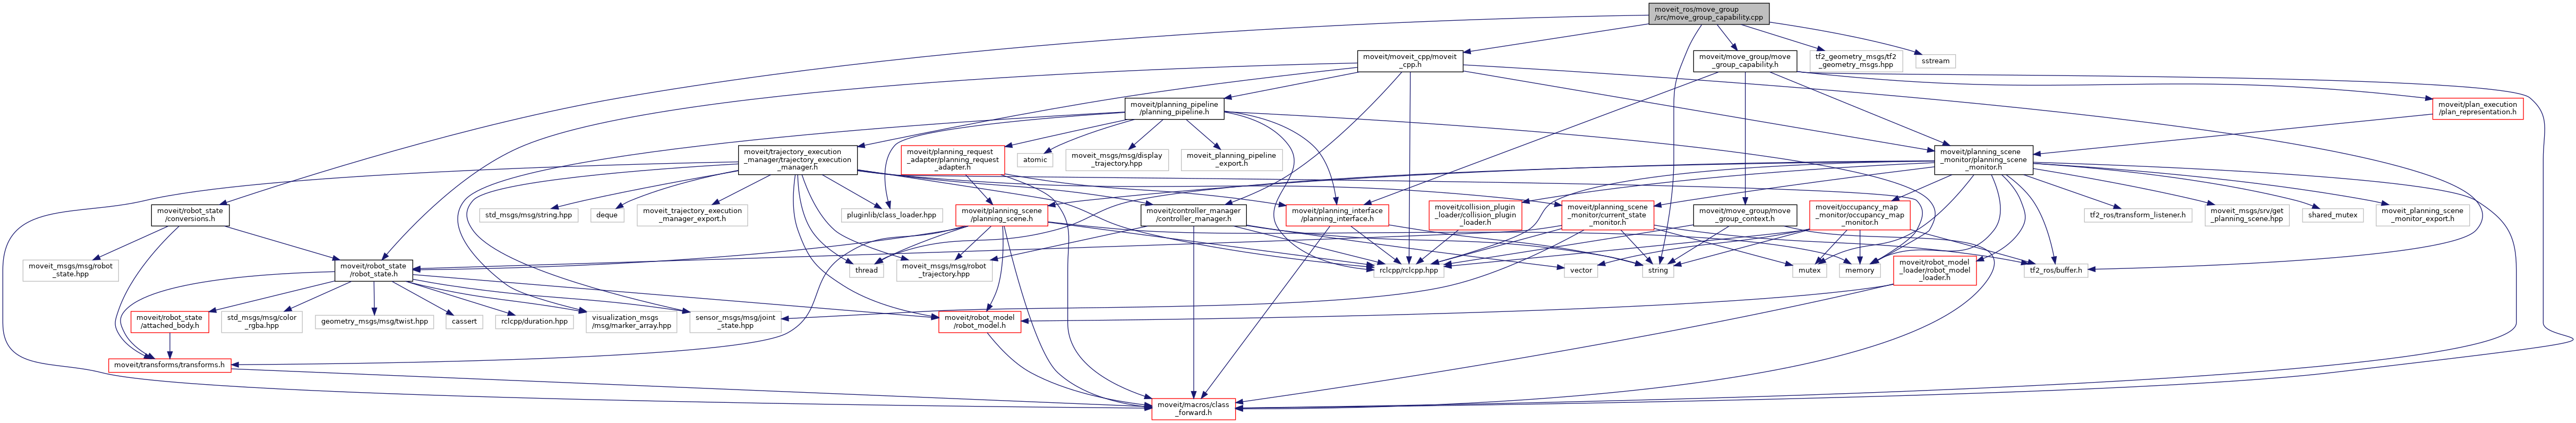 moveit_ros/move_group
/src/move_group_capability.cpp
moveit/moveit_cpp/moveit
_cpp.h
moveit/move_group/move
_group_capability.h
tf2_geometry_msgs/tf2
_geometry_msgs.hpp
sstream
moveit/planning_pipeline
/planning_pipeline.h
moveit/plan_execution
/plan_representation.h
moveit/trajectory_execution
_manager/trajectory_execution
_manager.h
moveit/planning_request
_adapter/planning_request
_adapter.h
atomic
moveit_msgs/msg/display
_trajectory.hpp
moveit_planning_pipeline
_export.h
moveit/planning_scene
_monitor/planning_scene
_monitor.h
moveit/robot_state
/conversions.h
std_msgs/msg/string.hpp
deque
moveit_trajectory_execution
_manager_export.h
pluginlib/class_loader.hpp
moveit/planning_scene
/planning_scene.h
moveit/controller_manager
/controller_manager.h
moveit/planning_interface
/planning_interface.h
moveit/collision_plugin
_loader/collision_plugin
_loader.h
moveit/planning_scene
_monitor/current_state
_monitor.h
moveit/move_group/move
_group_context.h
moveit/occupancy_map
_monitor/occupancy_map
_monitor.h
tf2_ros/transform_listener.h
moveit_msgs/srv/get
_planning_scene.hpp
shared_mutex
moveit_planning_scene
_monitor_export.h
moveit_msgs/msg/robot
_state.hpp
moveit/robot_state
/robot_state.h
thread
moveit_msgs/msg/robot
_trajectory.hpp
rclcpp/rclcpp.hpp
vector
string
mutex
memory
moveit/robot_model
_loader/robot_model
_loader.h
tf2_ros/buffer.h
moveit/robot_state
/attached_body.h
std_msgs/msg/color
_rgba.hpp
geometry_msgs/msg/twist.hpp
cassert
rclcpp/duration.hpp
visualization_msgs
/msg/marker_array.hpp
sensor_msgs/msg/joint
_state.hpp
moveit/robot_model
/robot_model.h
moveit/transforms/transforms.h
moveit/macros/class
_forward.h